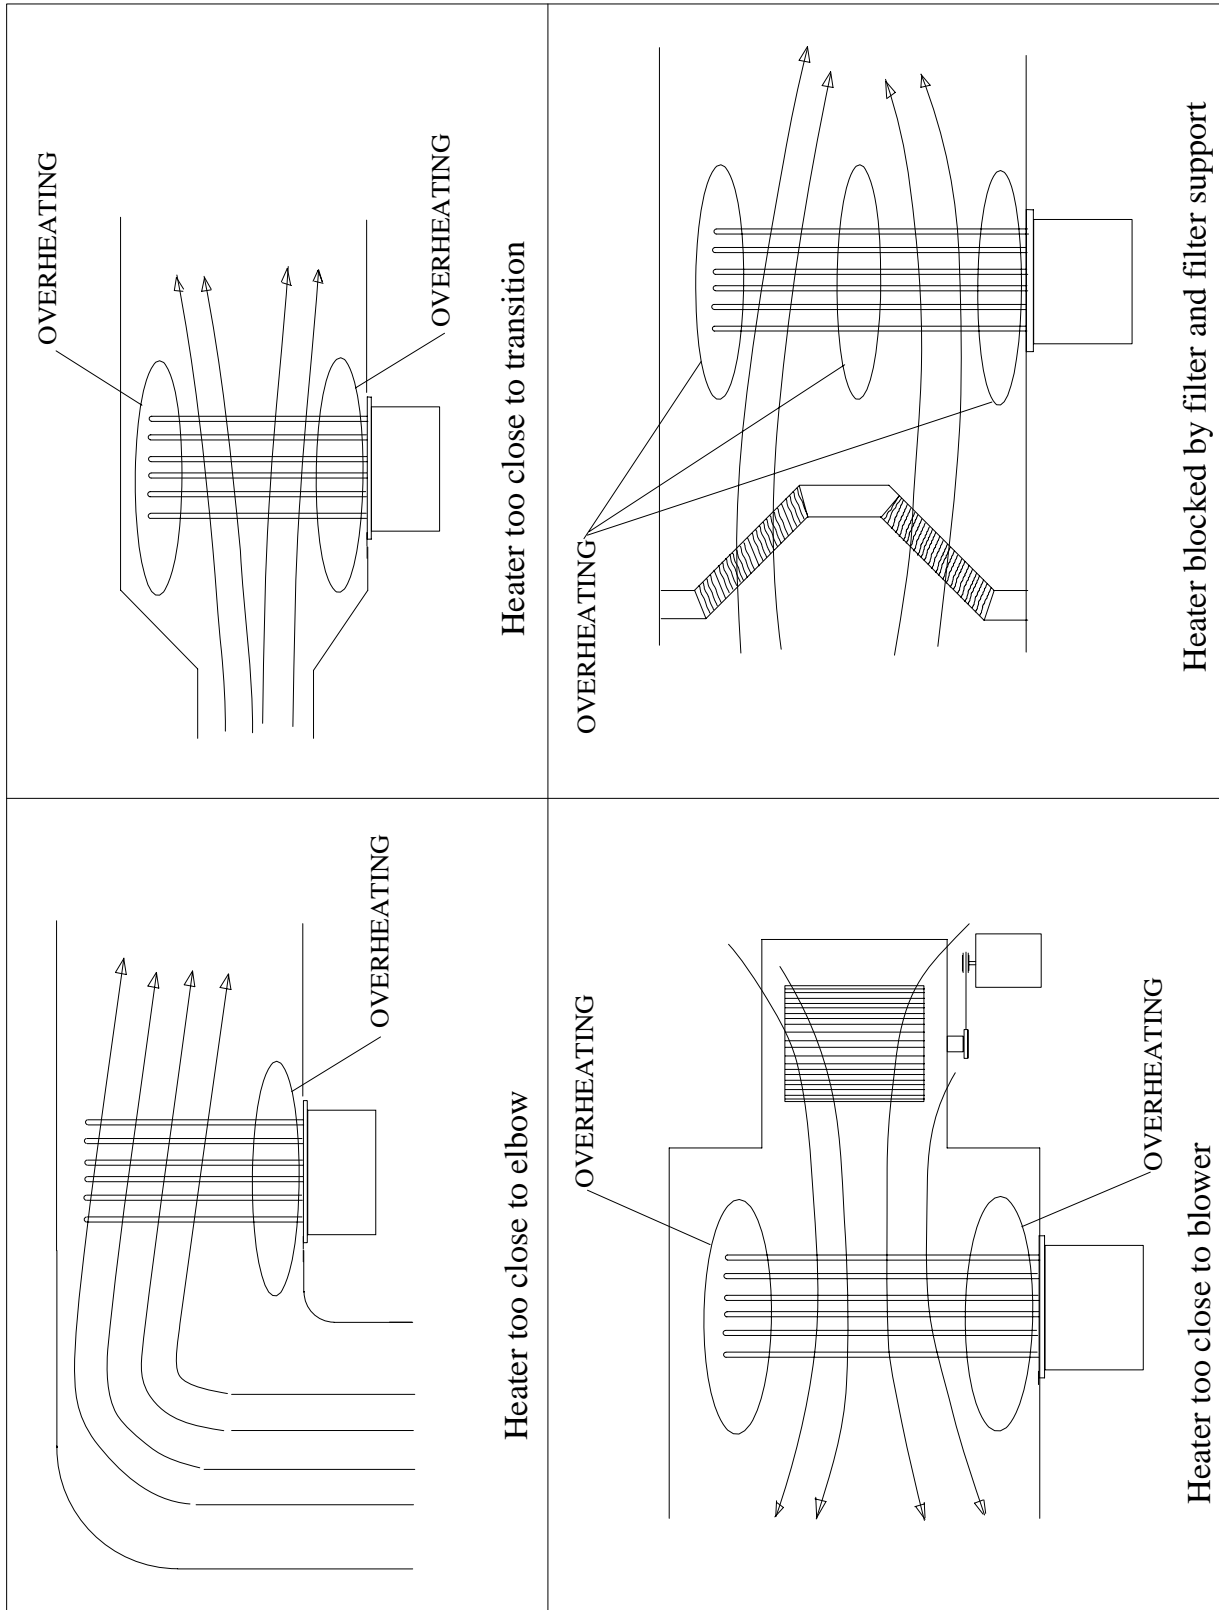 OVERHEATING
Heater too close to elbow
OVERHEATING
OVERHEATING
Heater too close to transition
OVERHEATING
OVERHEATING
Heater too close to blower
OVERHEATING
Heater blocked by filter and filter support